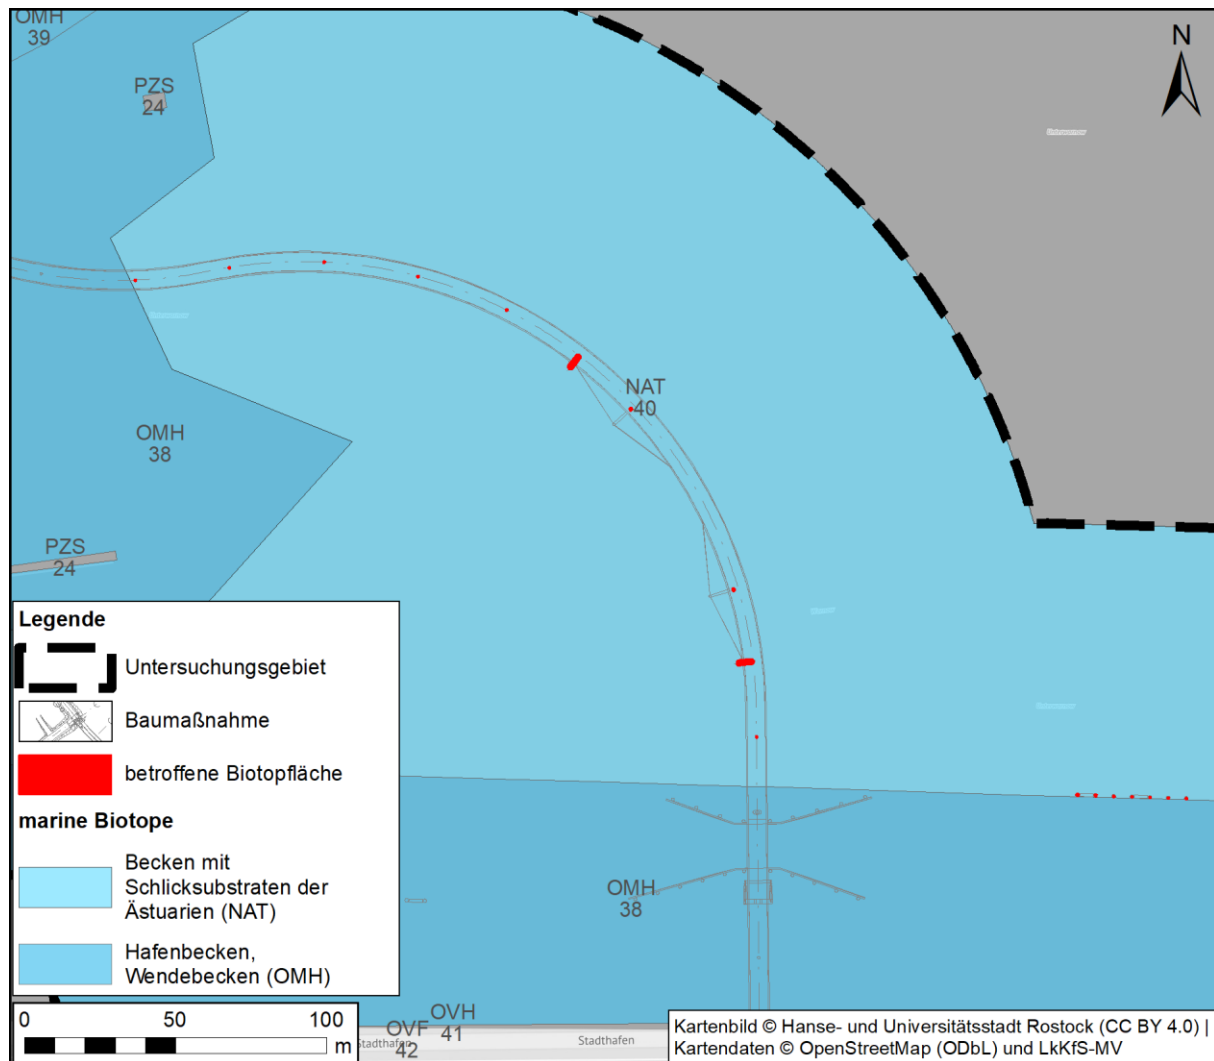 OMH
39
N
PZS
24
NAT
40
OMH
38
PZS
24
OMH
38
OVH
41
OVF
42
Stadthafen
Stadthafen
Legende
Untersuchungsgebiet
Baumaßnahme
betroffene Biotopfläche
marine Biotope
Becken mit
Schlicksubstraten der
Ästuarien (NAT)
Hafenbecken,
Wendebecken (OMH)
0 50 100
m
Kartenbild © Hanse- und Universitätsstadt Rostock (CC BY 4.0) |
Kartendaten © OpenStreetMap (ODbL) und LkKfS-MV